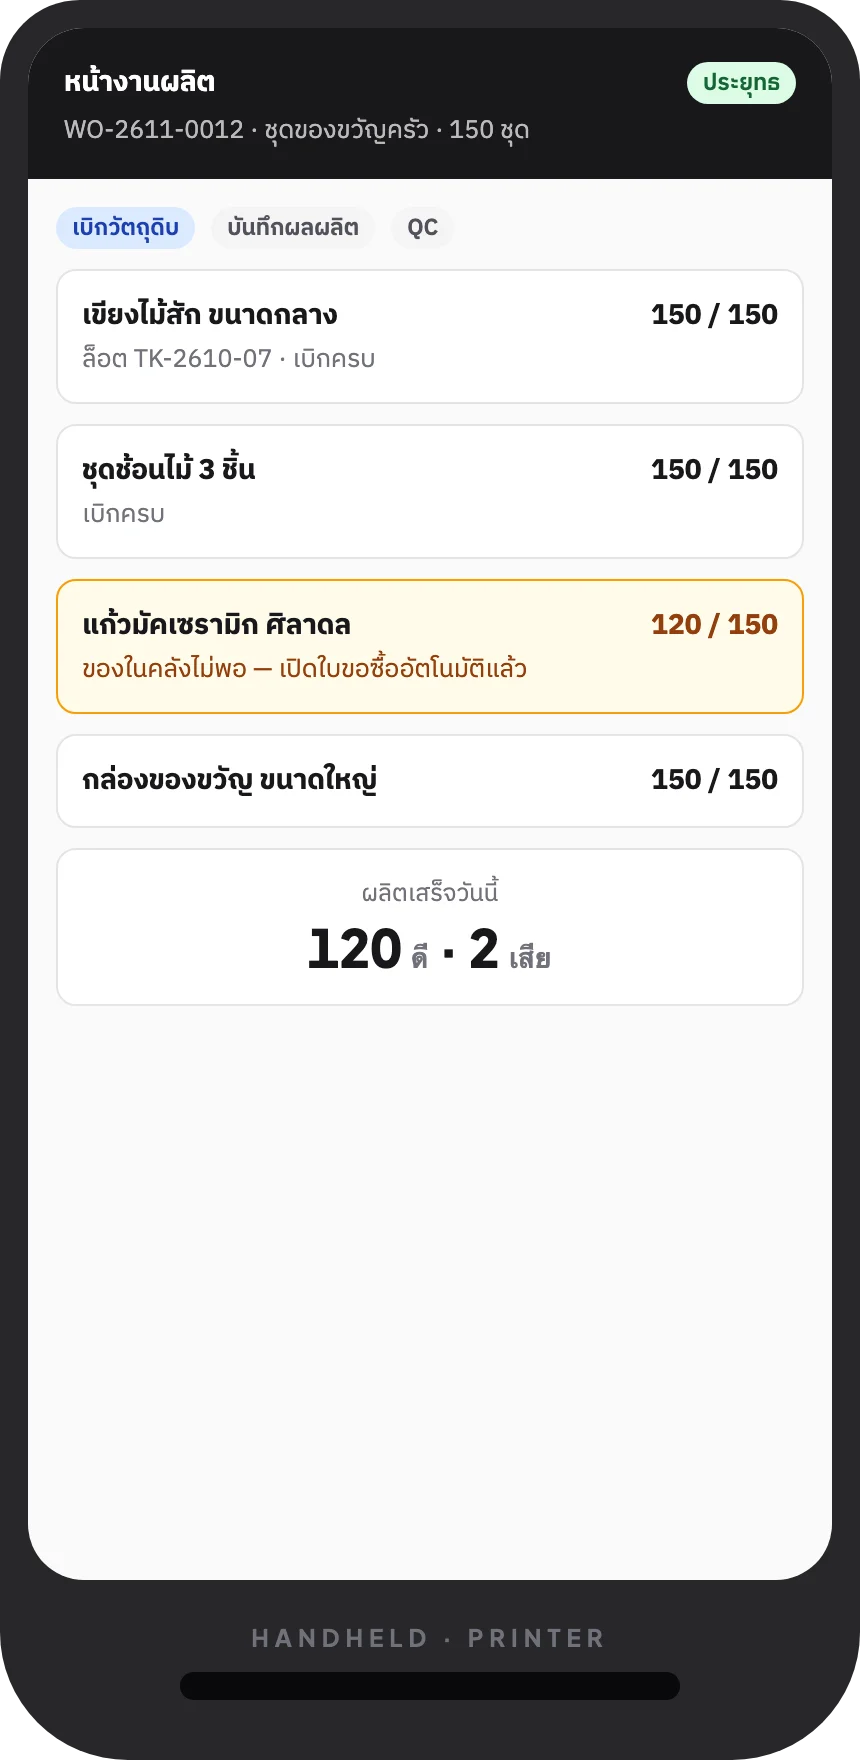 หน้างานผลิต
ประยุทธ
WO-2611-0012 · ชุดของขวัญครัว · 150 ชุด
เบิกวัตถุดิบ บันทึกผลผลิต QC
เขียงไม้สัก ขนาดกลาง 150 / 150
ล็อต TK-2610-07 · เบิกครบ
ชุดช้อนไม้ 3 ชิ้น 150 / 150
เบิกครบ
แก้วมัคเซรามิก ศิลาดล 120 / 150
ของในคลังไม่พอ — เปิดใบขอซื้ออัตโนมัติแล้ว
กล่องของขวัญ ขนาดใหญ่ 150 / 150
ผลิตเสร็จวันนี้
120 ดี · 2 เสีย
HANDHELD · PRINTER